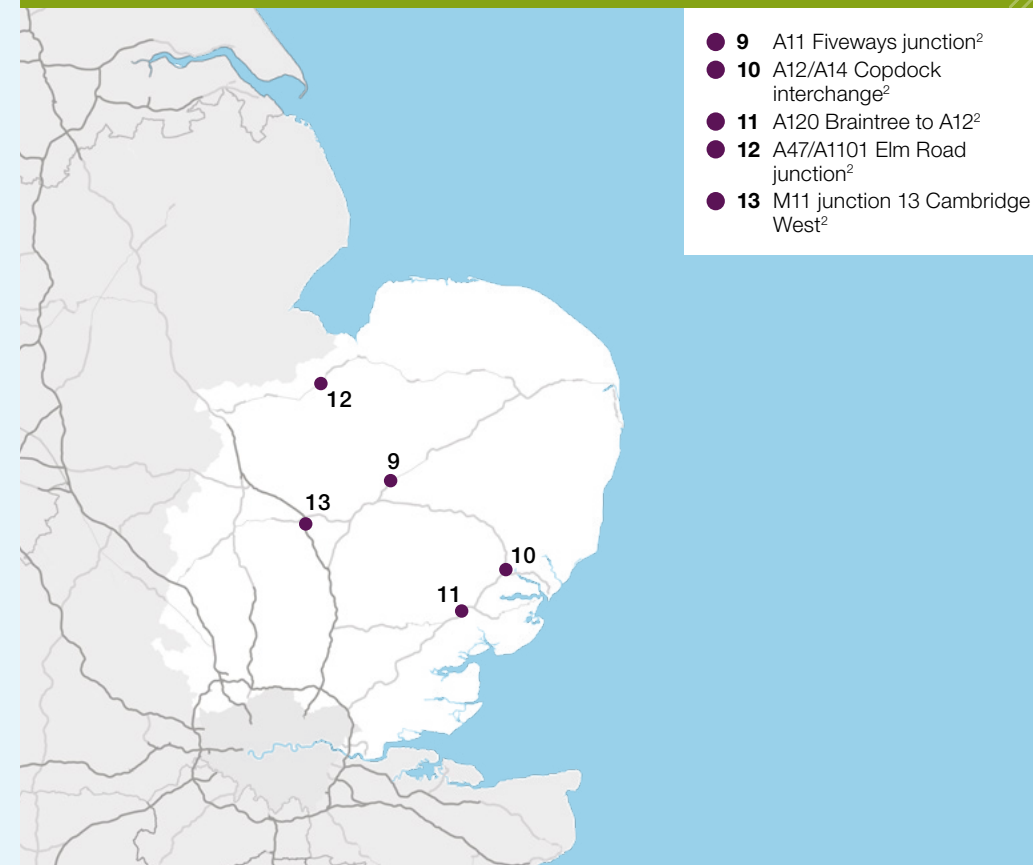 9 A11 Fiveways junction²
10 A12/A14 Copdock
interchange²
11 A120 Braintree to A12²
12 A47/A1101 Elm Road
junction²
13 M11 junction 13 Cambridge
West²
12
9
13
10
11